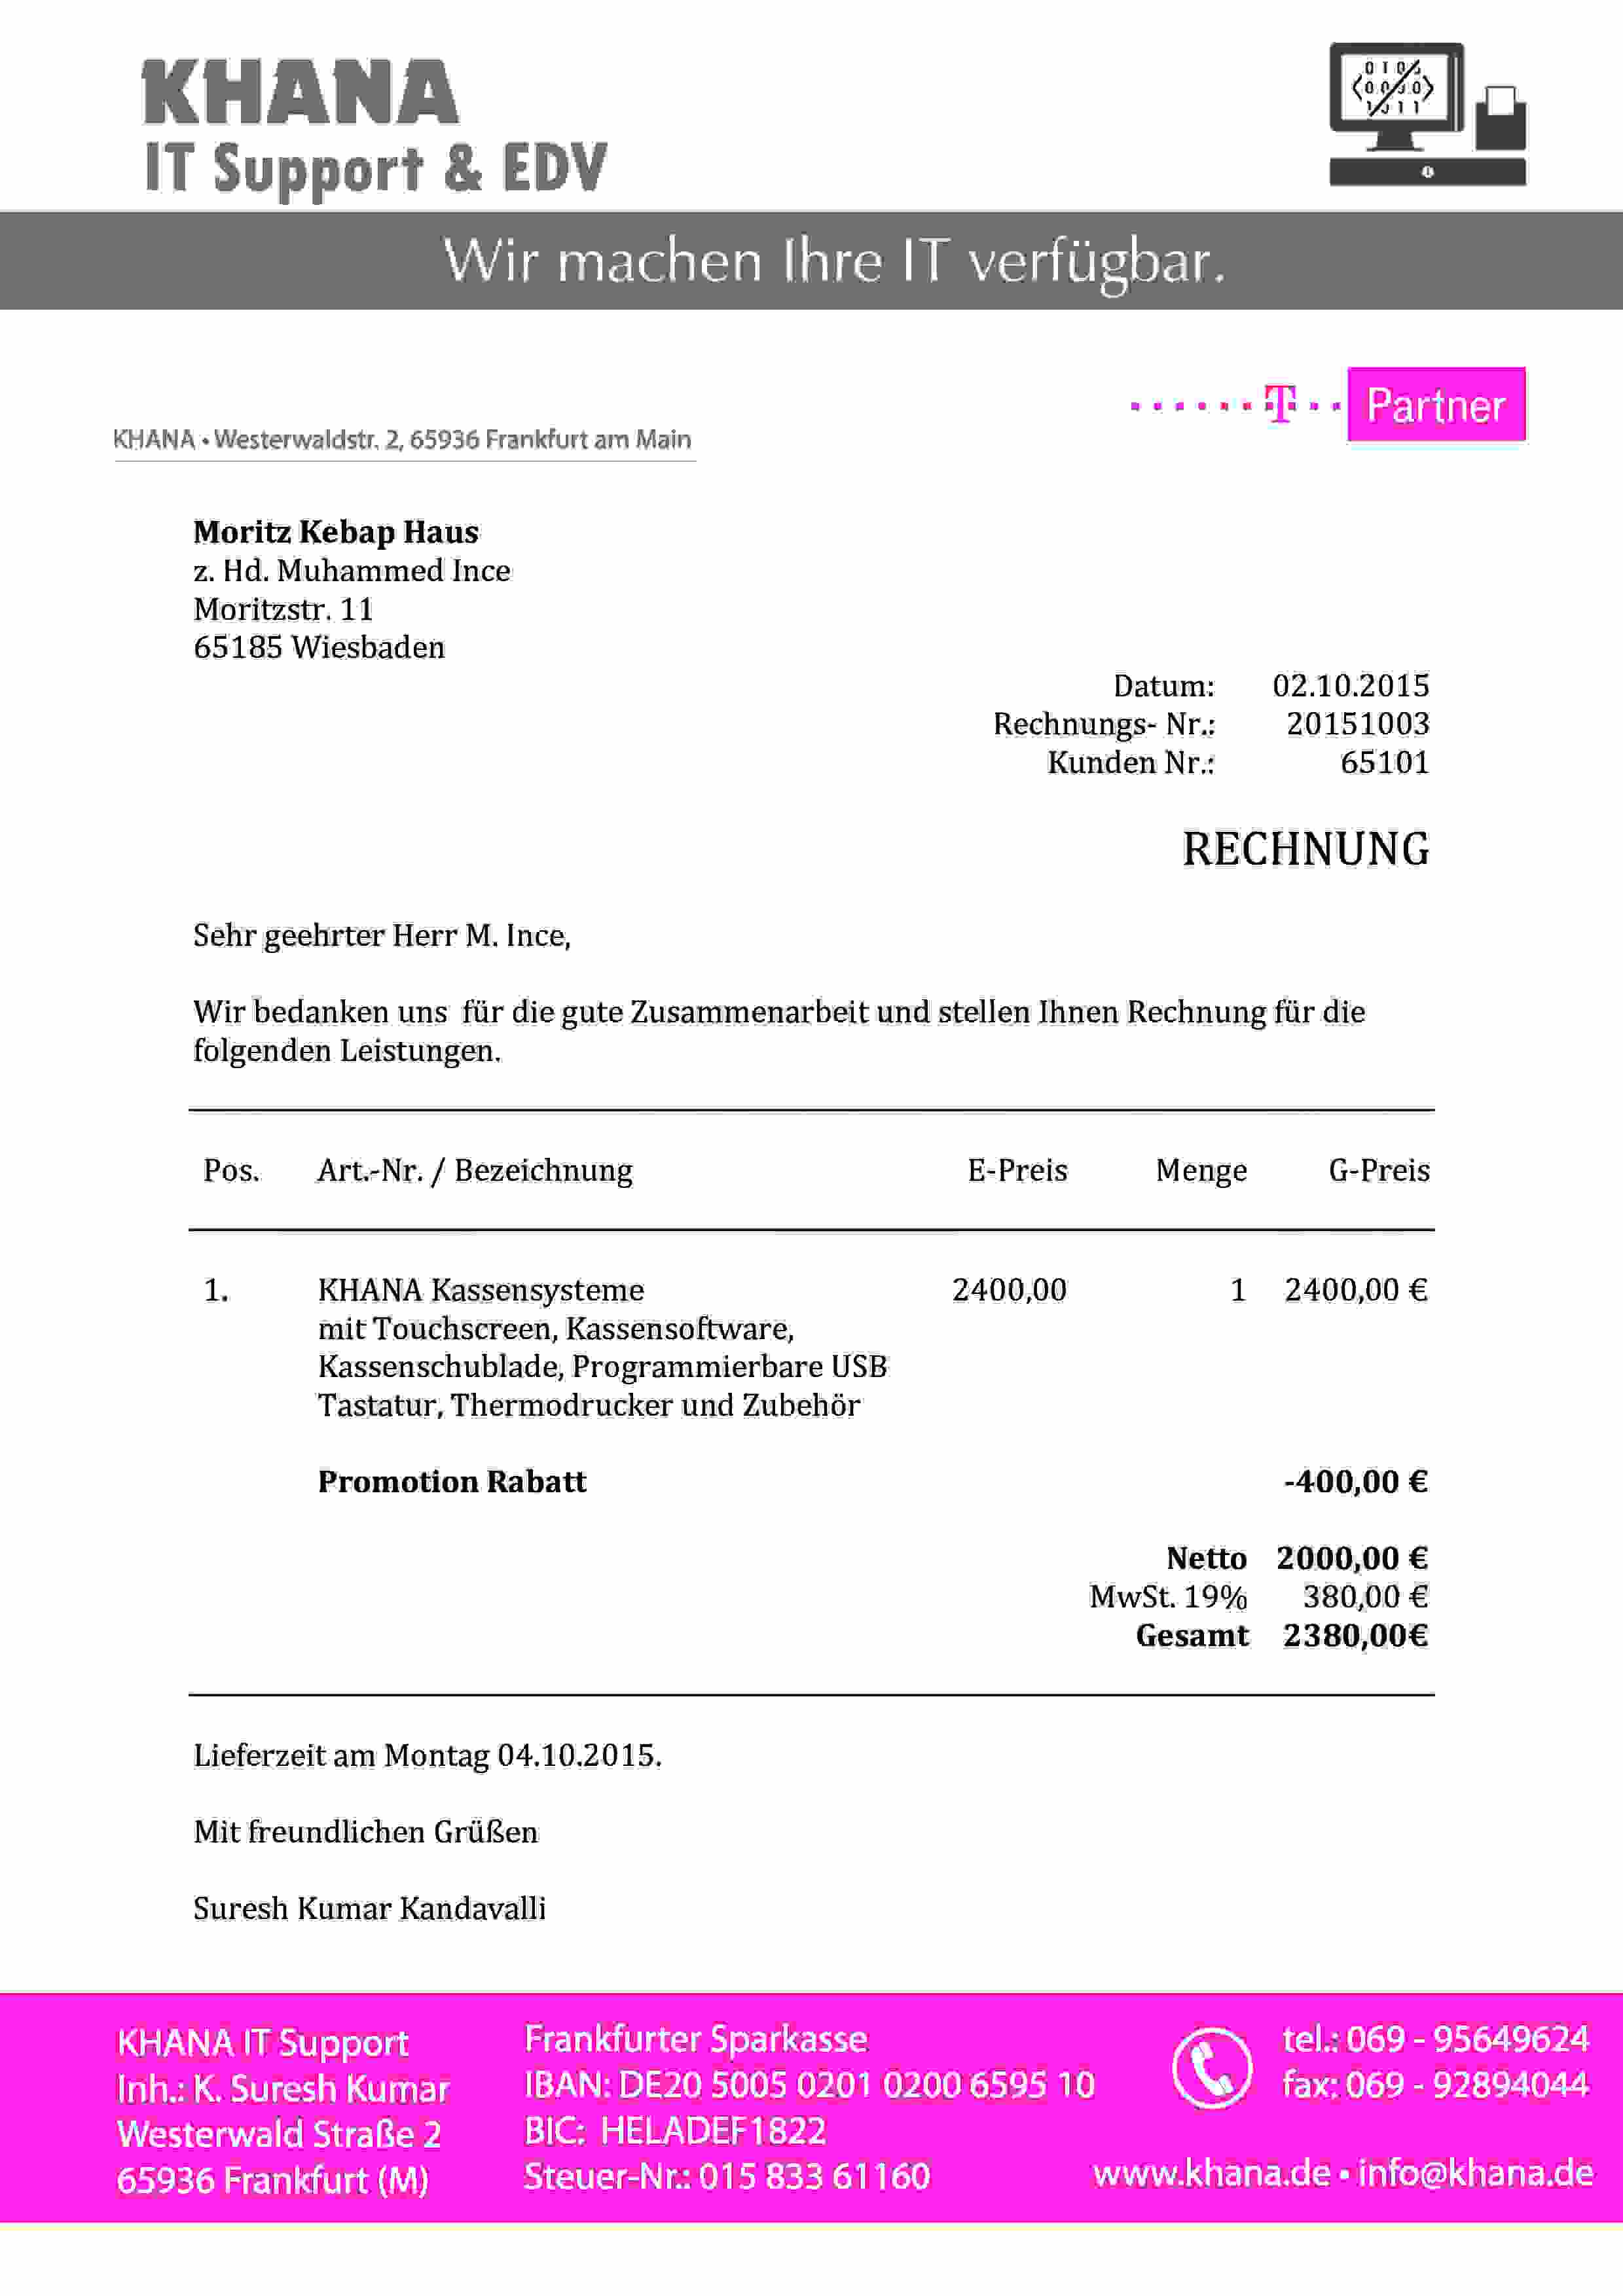 KHANA
IT Support & EDV
Wir machen Ihre IT verfügbar.
T Partner
KHANA • Westerwaldstr. 2, 65936 Frankfurt am Main
Moritz Kebap Haus
z. Hd. Muhammed Ince
Moritzstr. 11
65185 Wiesbaden
Datum: 02.10.2015
Rechnungs- Nr.: 20151003
Kunden Nr.: 65101
RECHNUNG
Sehr geehrter Herr M. Ince,
Wir bedanken uns für die gute Zusammenarbeit und stellen Ihnen Rechnung für die
folgenden Leistungen.
Pos. Art.-Nr. / Bezeichnung E-Preis Menge G-Preis
1. KHANA Kassensysteme 2400,00 1 2400,00 €
mit Touchscreen, Kassensoftware,
Kassenschublade, Programmierbare USB
Tastatur, Thermodrucker und Zubehör
Promotion Rabatt -400,00 €
Netto 2000,00 €
MwSt. 19% 380,00 €
Gesamt 2380,00€
Lieferzeit am Montag 04.10.2015.
Mit freundlichen Grüßen
Suresh Kumar Kandavalli
KHANA IT Support
Inh.: K. Suresh Kumar
Westerwald Straße 2
65936 Frankfurt (M)
Frankfurter Sparkasse
IBAN: DE20 5005 0201 0200 6595 10
BIC: HELADEF1822
Steuer-Nr.: 015 833 61160
tel.: 069 - 95649624
fax: 069 - 92894044
www.khana.de • info@khana.de